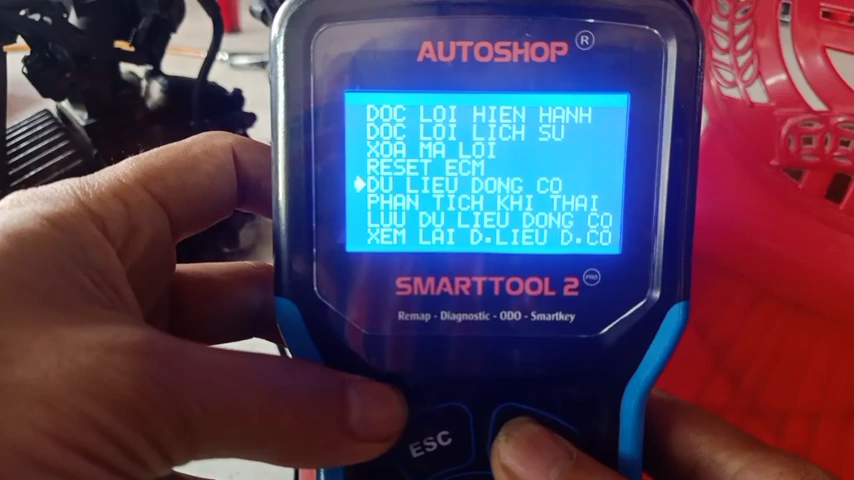 AUTOSHOP ®
DOC LOI HIEN HANH
DOC LOI LICH SU
XOA MA LOI
RESET ECM
DU LIEU DONG CO
PHAN TICH KHI THAI
LUU DU LIEU DONG CO
XEM LAI D.LIEU D.CO
SMARTTOOL 2 PRO
Remap - Diagnostic - ODO - Smartkey
ESC